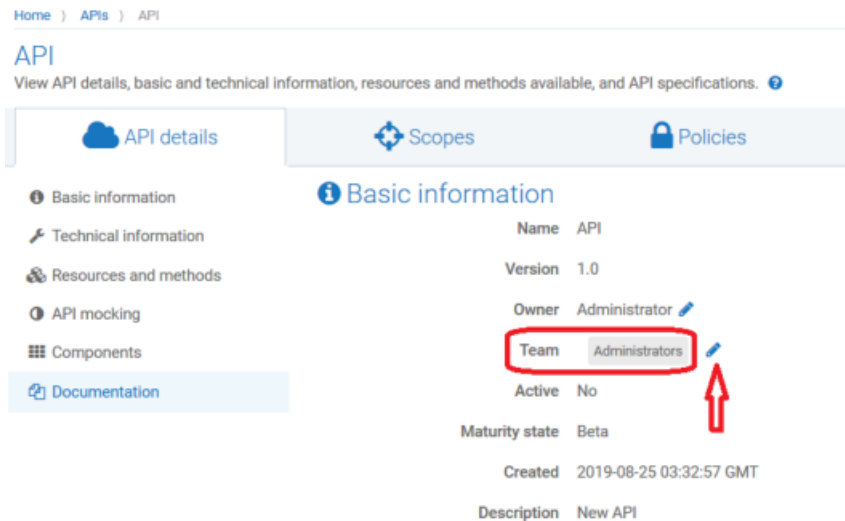 Home ) APIs ) API
API
View API details, basic and technical information, resources and methods available, and API specifications.
API details
Scopes
Policies
Basic information
Technical information
Resources and methods
API mocking
Components
Documentation
Basic information
Name API
Version 1.0
Owner Administrator
Team Administrators
Active No
Maturity state Beta
Created 2019-08-25 03:32:57 GMT
Description New API